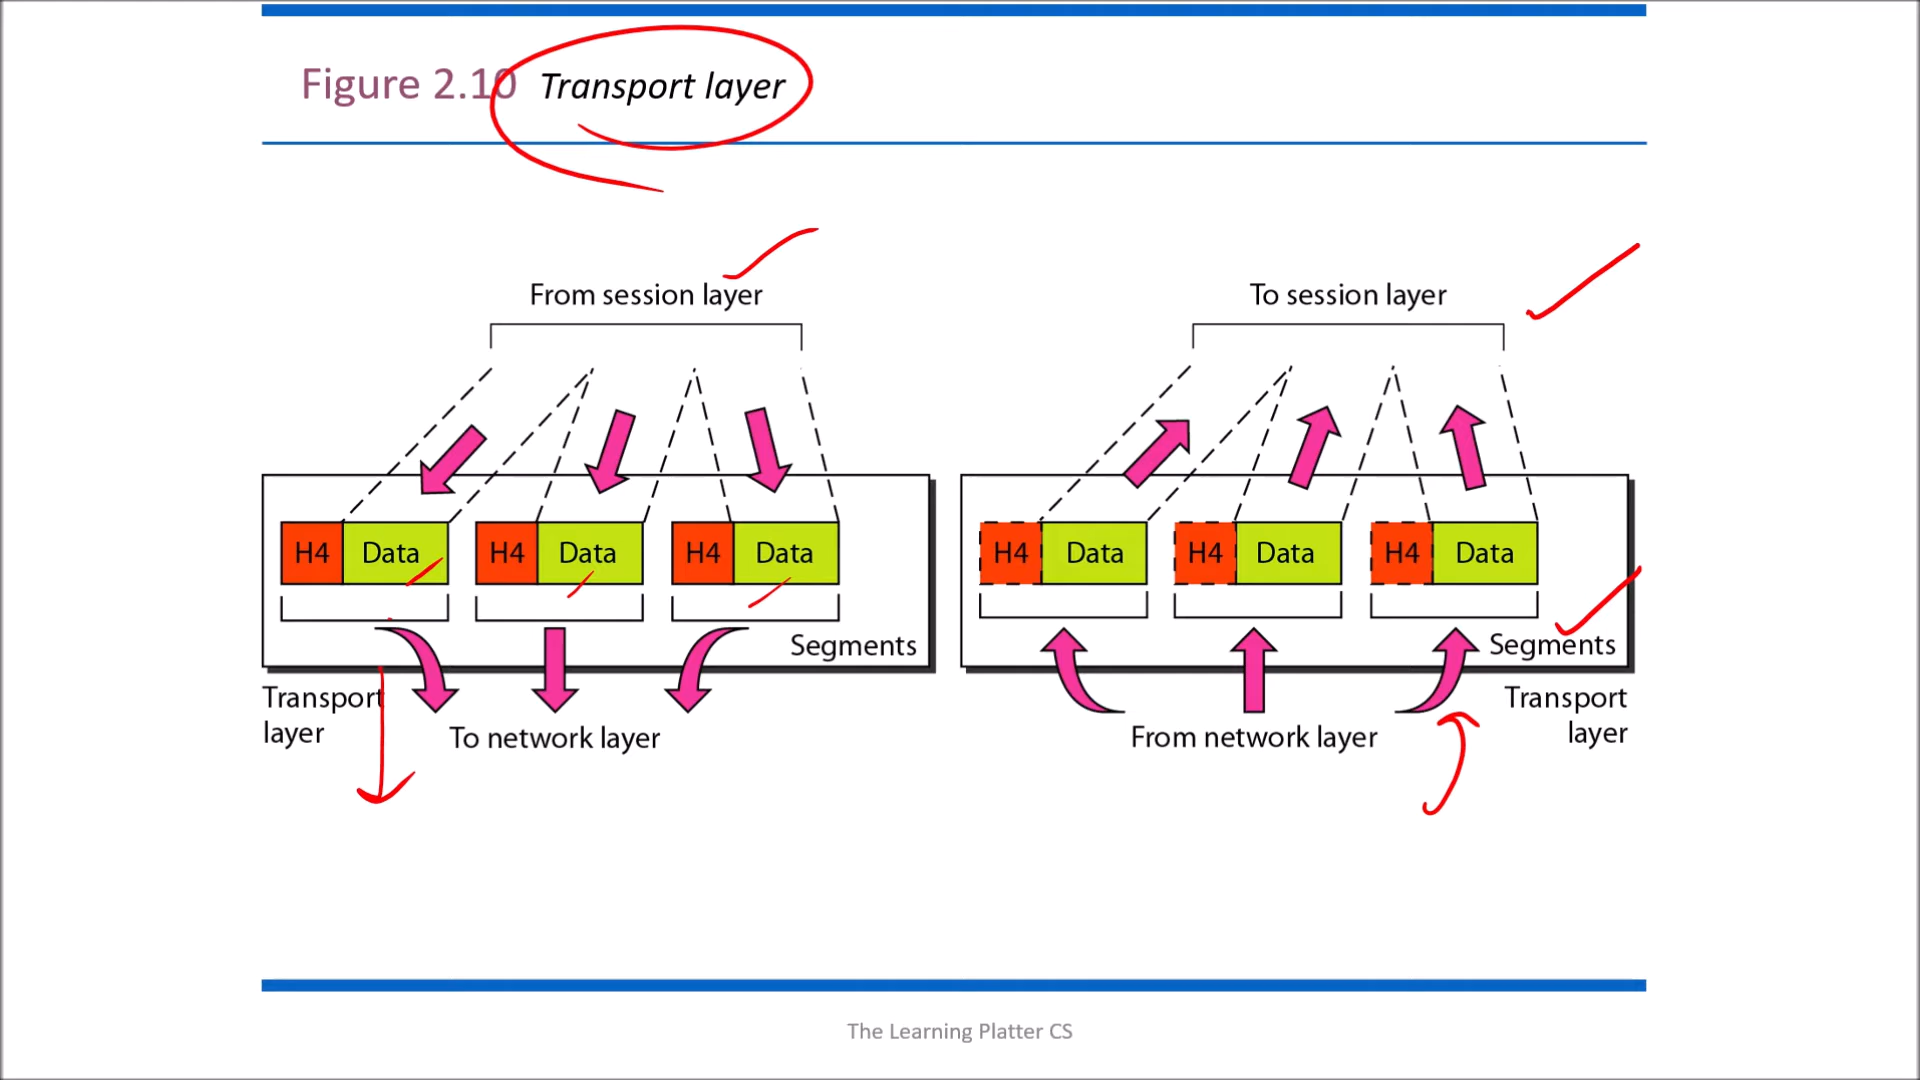 Figure 2.10 Transport layer
From session layer
H4 Data H4 Data H4 Data
Segments
Transport
layer
To network layer
To session layer
H4 Data H4 Data H4 Data
Segments
From network layer
Transport
layer
The Learning Platter CS